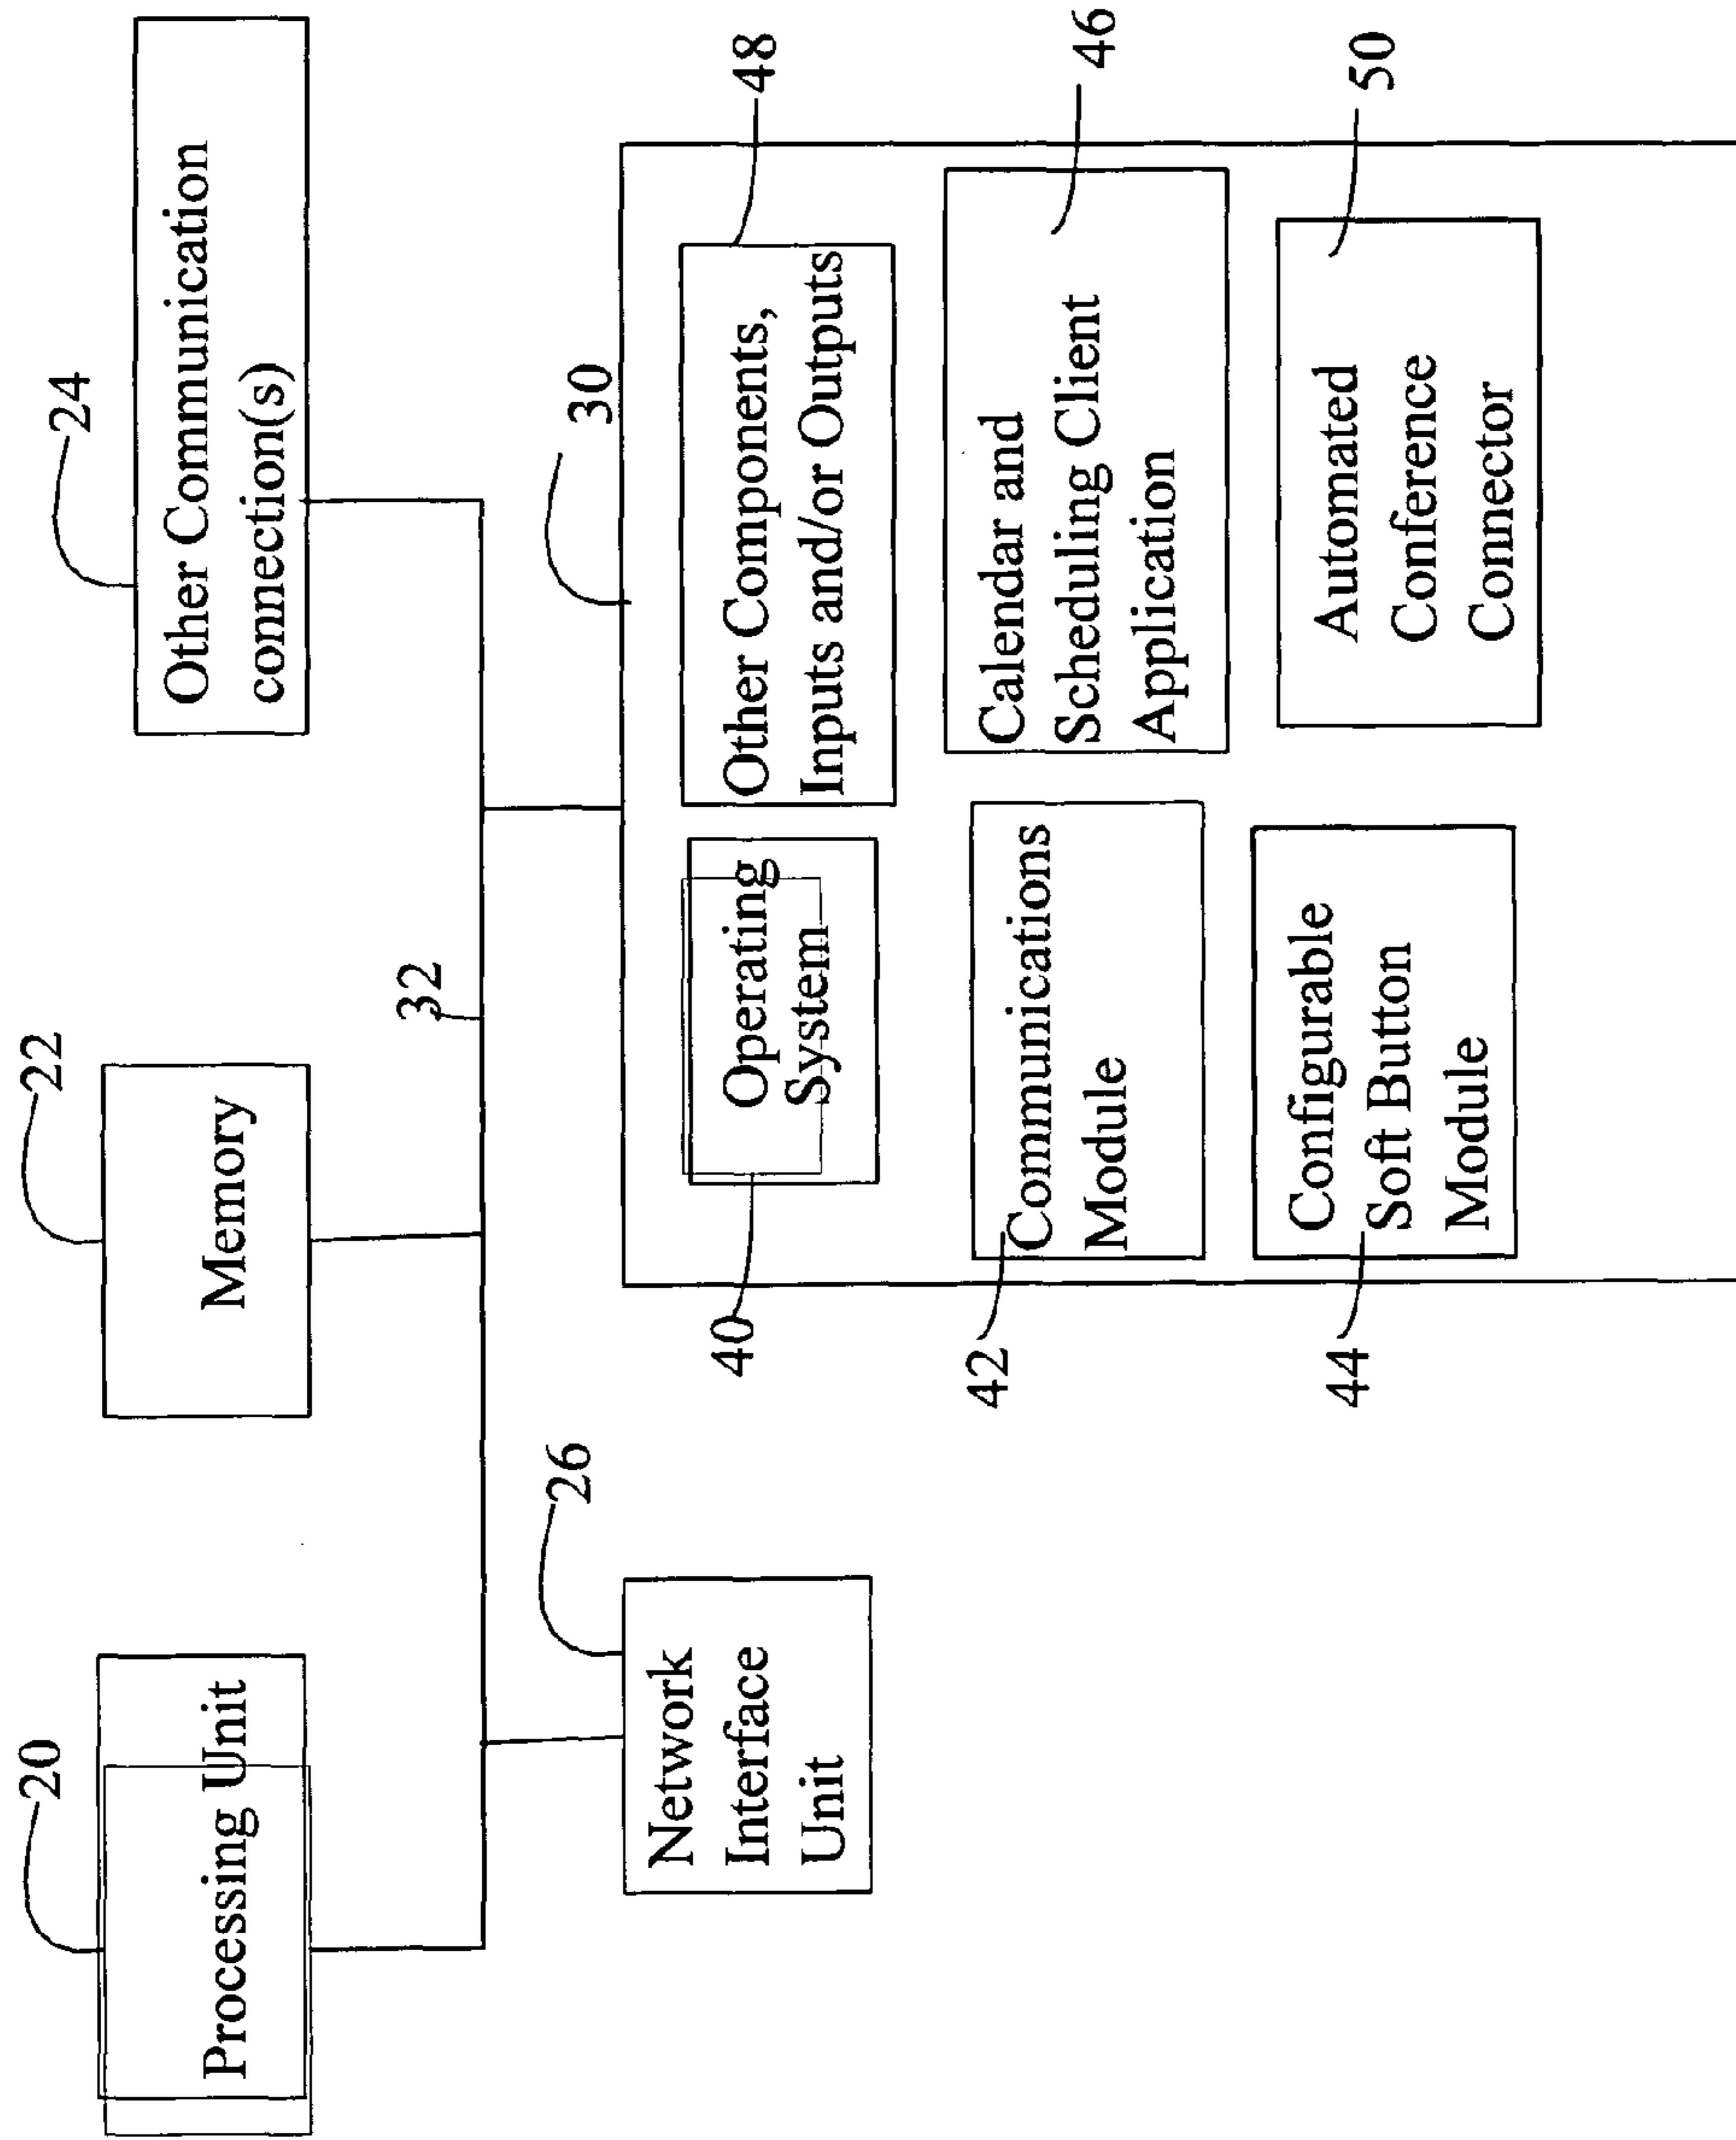 20
Processing Unit
22
Memory
24
Other Communication
connection(s)
32
26
Network
Interface
Unit
30
40
Operating
System
48
Other Components,
Inputs and/or Outputs
42
Communications
Module
46
Calendar and
Scheduling Client
Application
44
Configurable
Soft Button
Module
50
Automated
Conference
Connector